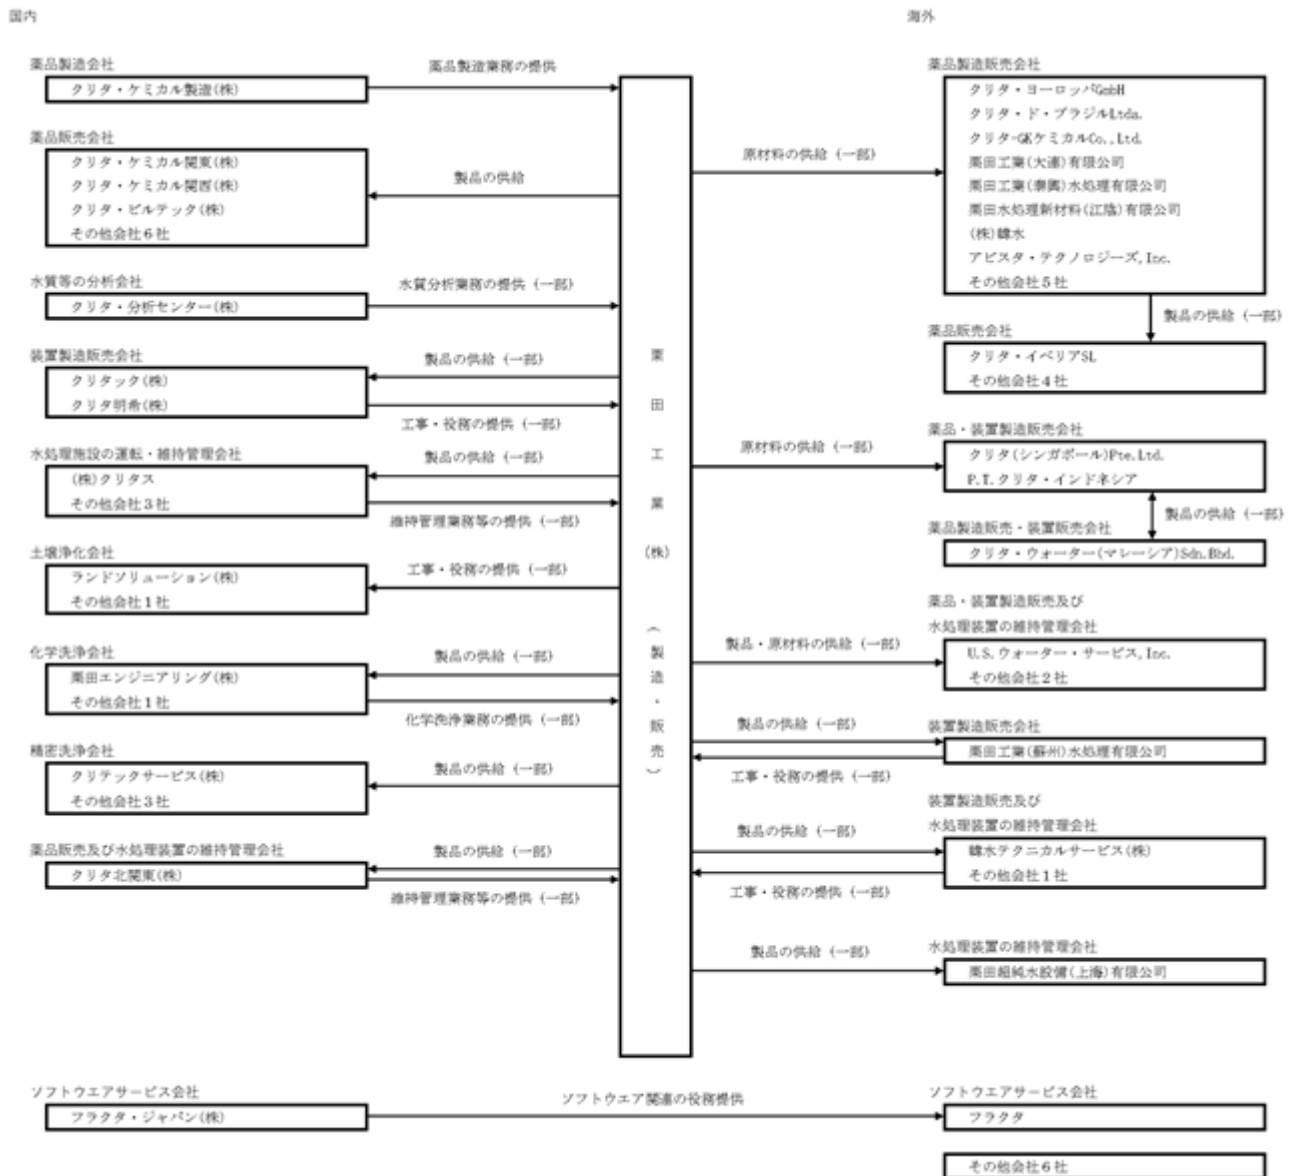 国内
薬品製造会社
クリタ・ケミカル製造(株)
薬品製造業務の提供
薬品販売会社
クリタ・ケミカル関東(株)
クリタ・ケミカル関西(株)
クリタ・ビルテック(株)
その他会社6社
製品の供給
水質等の分析会社
クリタ・分析センター(株)
水質分析業務の提供(一部)
装置製造販売会社
クリタック(株)
クリタ明希(株)
製品の供給(一部)
工事・役務の提供(一部)
水処理施設の運転・維持管理会社
(株)クリタス
その他会社3社
製品の供給(一部)
維持管理業務等の提供(一部)
土壌浄化会社
ランドソリューション(株)
その他会社1社
工事・役務の提供(一部)
化学洗浄会社
栗田エンジニアリング(株)
その他会社1社
製品の供給(一部)
化学洗浄業務の提供(一部)
精密洗浄会社
クリテックサービス(株)
その他会社3社
製品の供給(一部)
薬品販売及び水処理装置の維持管理会社
クリタ北関東(株)
製品の供給(一部)
維持管理業務等の提供(一部)
栗田工業(株)(製造・販売)
海外
薬品製造販売会社
クリタ・ヨーロッパGmbH
クリタ・ド・ブラジルLtda.
クリタ-GKケミカルCo.,Ltd.
栗田工業(大連)有限公司
栗田工業(泰興)水処理有限公司
栗田水処理新材料(江陰)有限公司
(株)韓水
アビスタ・テクノロジーズ,Inc.
その他会社5社
原材料の供給(一部)
製品の供給(一部)
薬品販売会社
クリタ・イベリアSL
その他会社4社
薬品・装置製造販売会社
クリタ(シンガポール)Pte.Ltd.
P.T.クリタ・インドネシア
原材料の供給(一部)
製品の供給(一部)
薬品製造販売・装置販売会社
クリタ・ウォーター(マレーシア)Sdn.Bhd.
薬品・装置製造販売及び
水処理装置の維持管理会社
U.S.ウォーター・サービス,Inc.
その他会社2社
製品・原材料の供給(一部)
装置製造販売会社
栗田工業(蘇州)水処理有限公司
製品の供給(一部)
工事・役務の提供(一部)
装置製造販売及び
水処理装置の維持管理会社
韓水テクニカルサービス(株)
その他会社1社
製品の供給(一部)
工事・役務の提供(一部)
水処理装置の維持管理会社
栗田超純水設備(上海)有限公司
製品の供給(一部)
ソフトウエアサービス会社
フラクタ・ジャパン(株)
ソフトウエア関連の役務提供
ソフトウエアサービス会社
フラクタ
その他会社6社